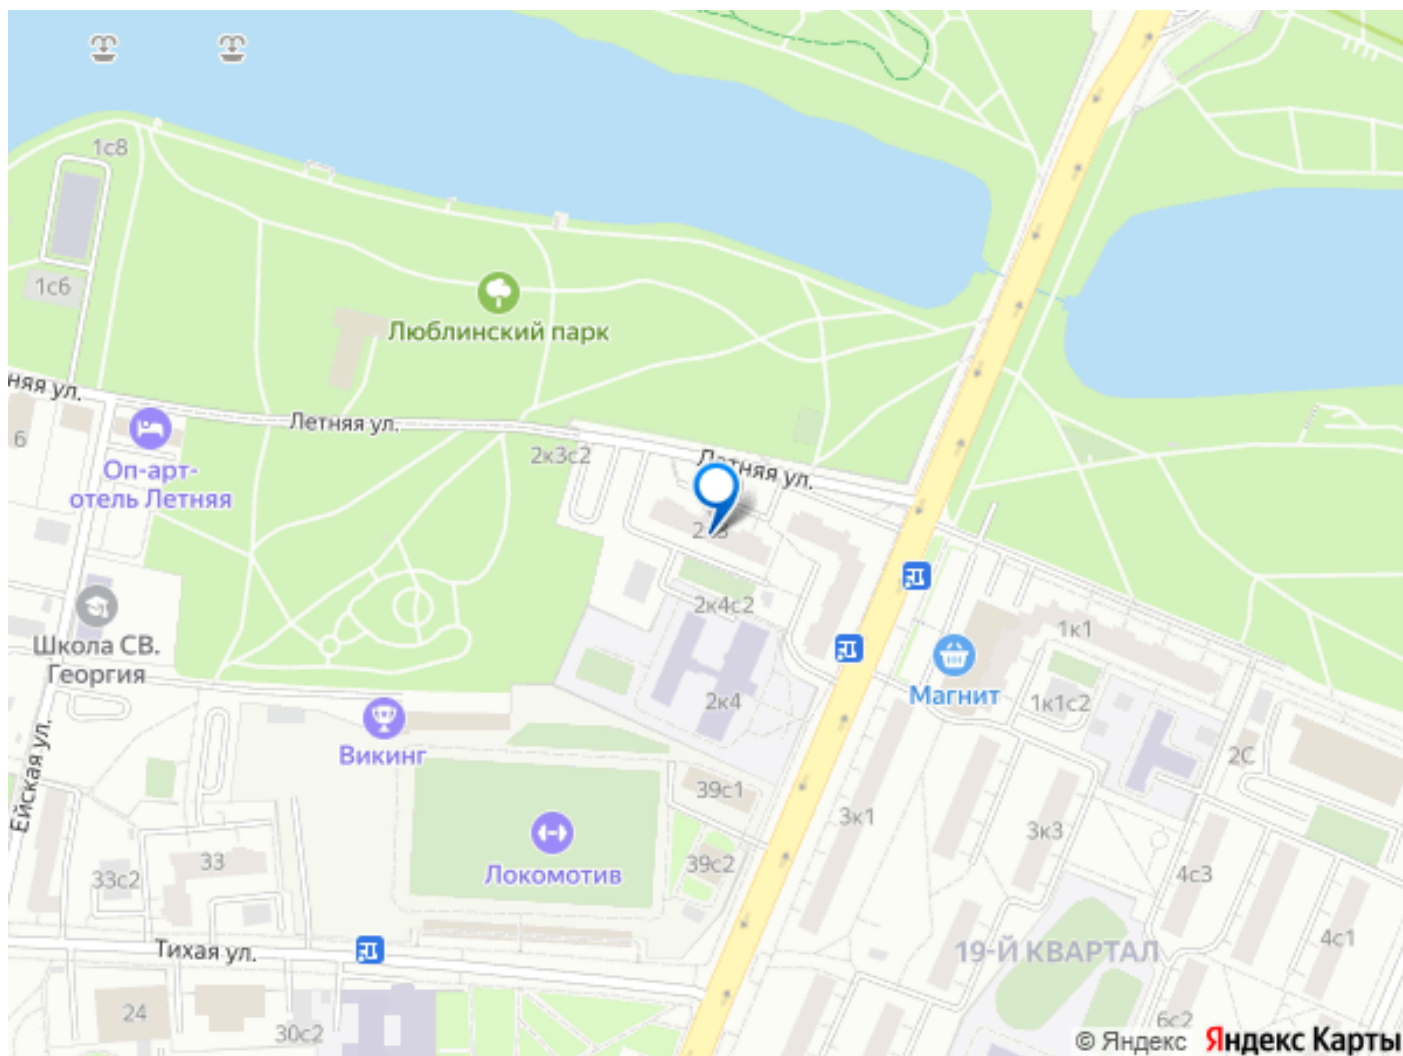 1с8
1с6
Люблинский парк
няя ул.
Летняя ул.
Летняя ул.
6
Оп-арт-
отель Летняя
2к3с2
2к4с2
Школа СВ.
Георгия
1к1
2к4
Магнит
1к1с2
Викинг
Ейская ул.
2С
39с1
3к1
3к3
Локомотив
33
33с2
39с2
4с3
Тихая ул.
19-Й КВАРТАЛ
4с1
24
30с2
6с2
© Яндекс Яндекс Карты